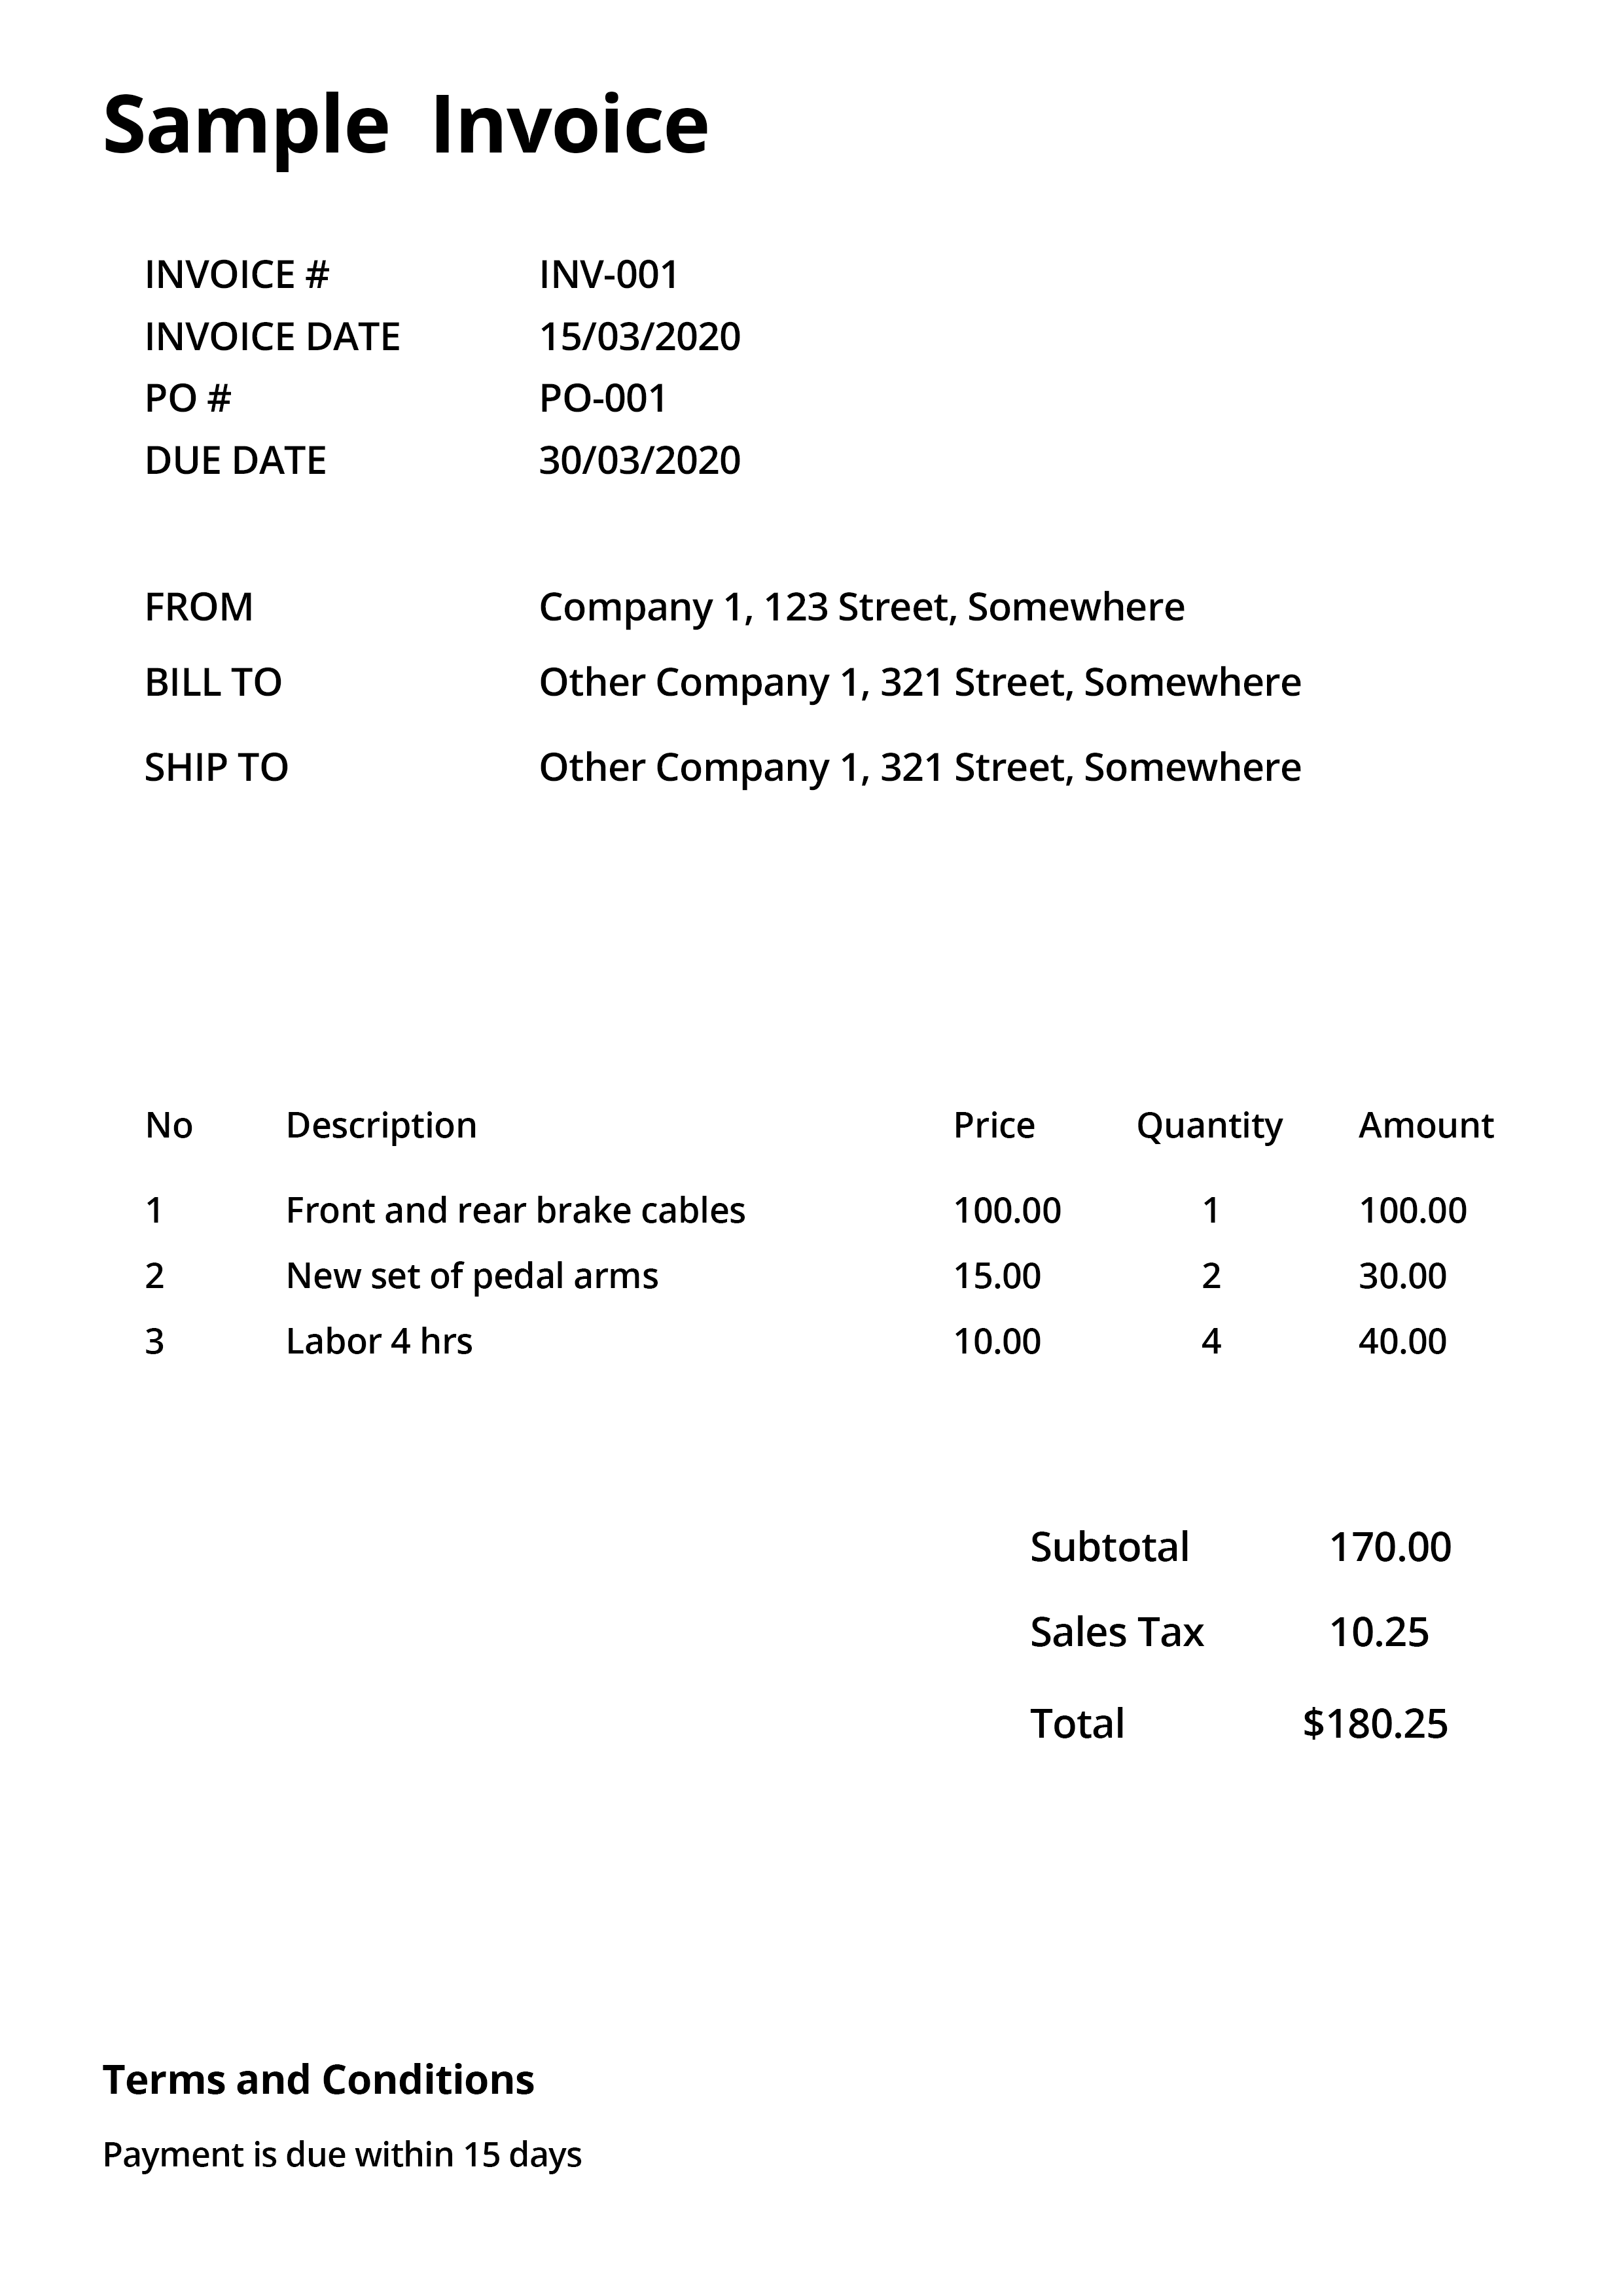 Sample Invoice
INVOICE # INV-001
INVOICE DATE 15/03/2020
PO # PO-001
DUE DATE 30/03/2020
FROM Company 1, 123 Street, Somewhere
BILL TO Other Company 1, 321 Street, Somewhere
SHIP TO Other Company 1, 321 Street, Somewhere
No Description Price Quantity Amount
1 Front and rear brake cables 100.00 1 100.00
2 New set of pedal arms 15.00 2 30.00
3 Labor 4 hrs 10.00 4 40.00
Subtotal 170.00
Sales Tax 10.25
Total $180.25
Terms and Conditions
Payment is due within 15 days